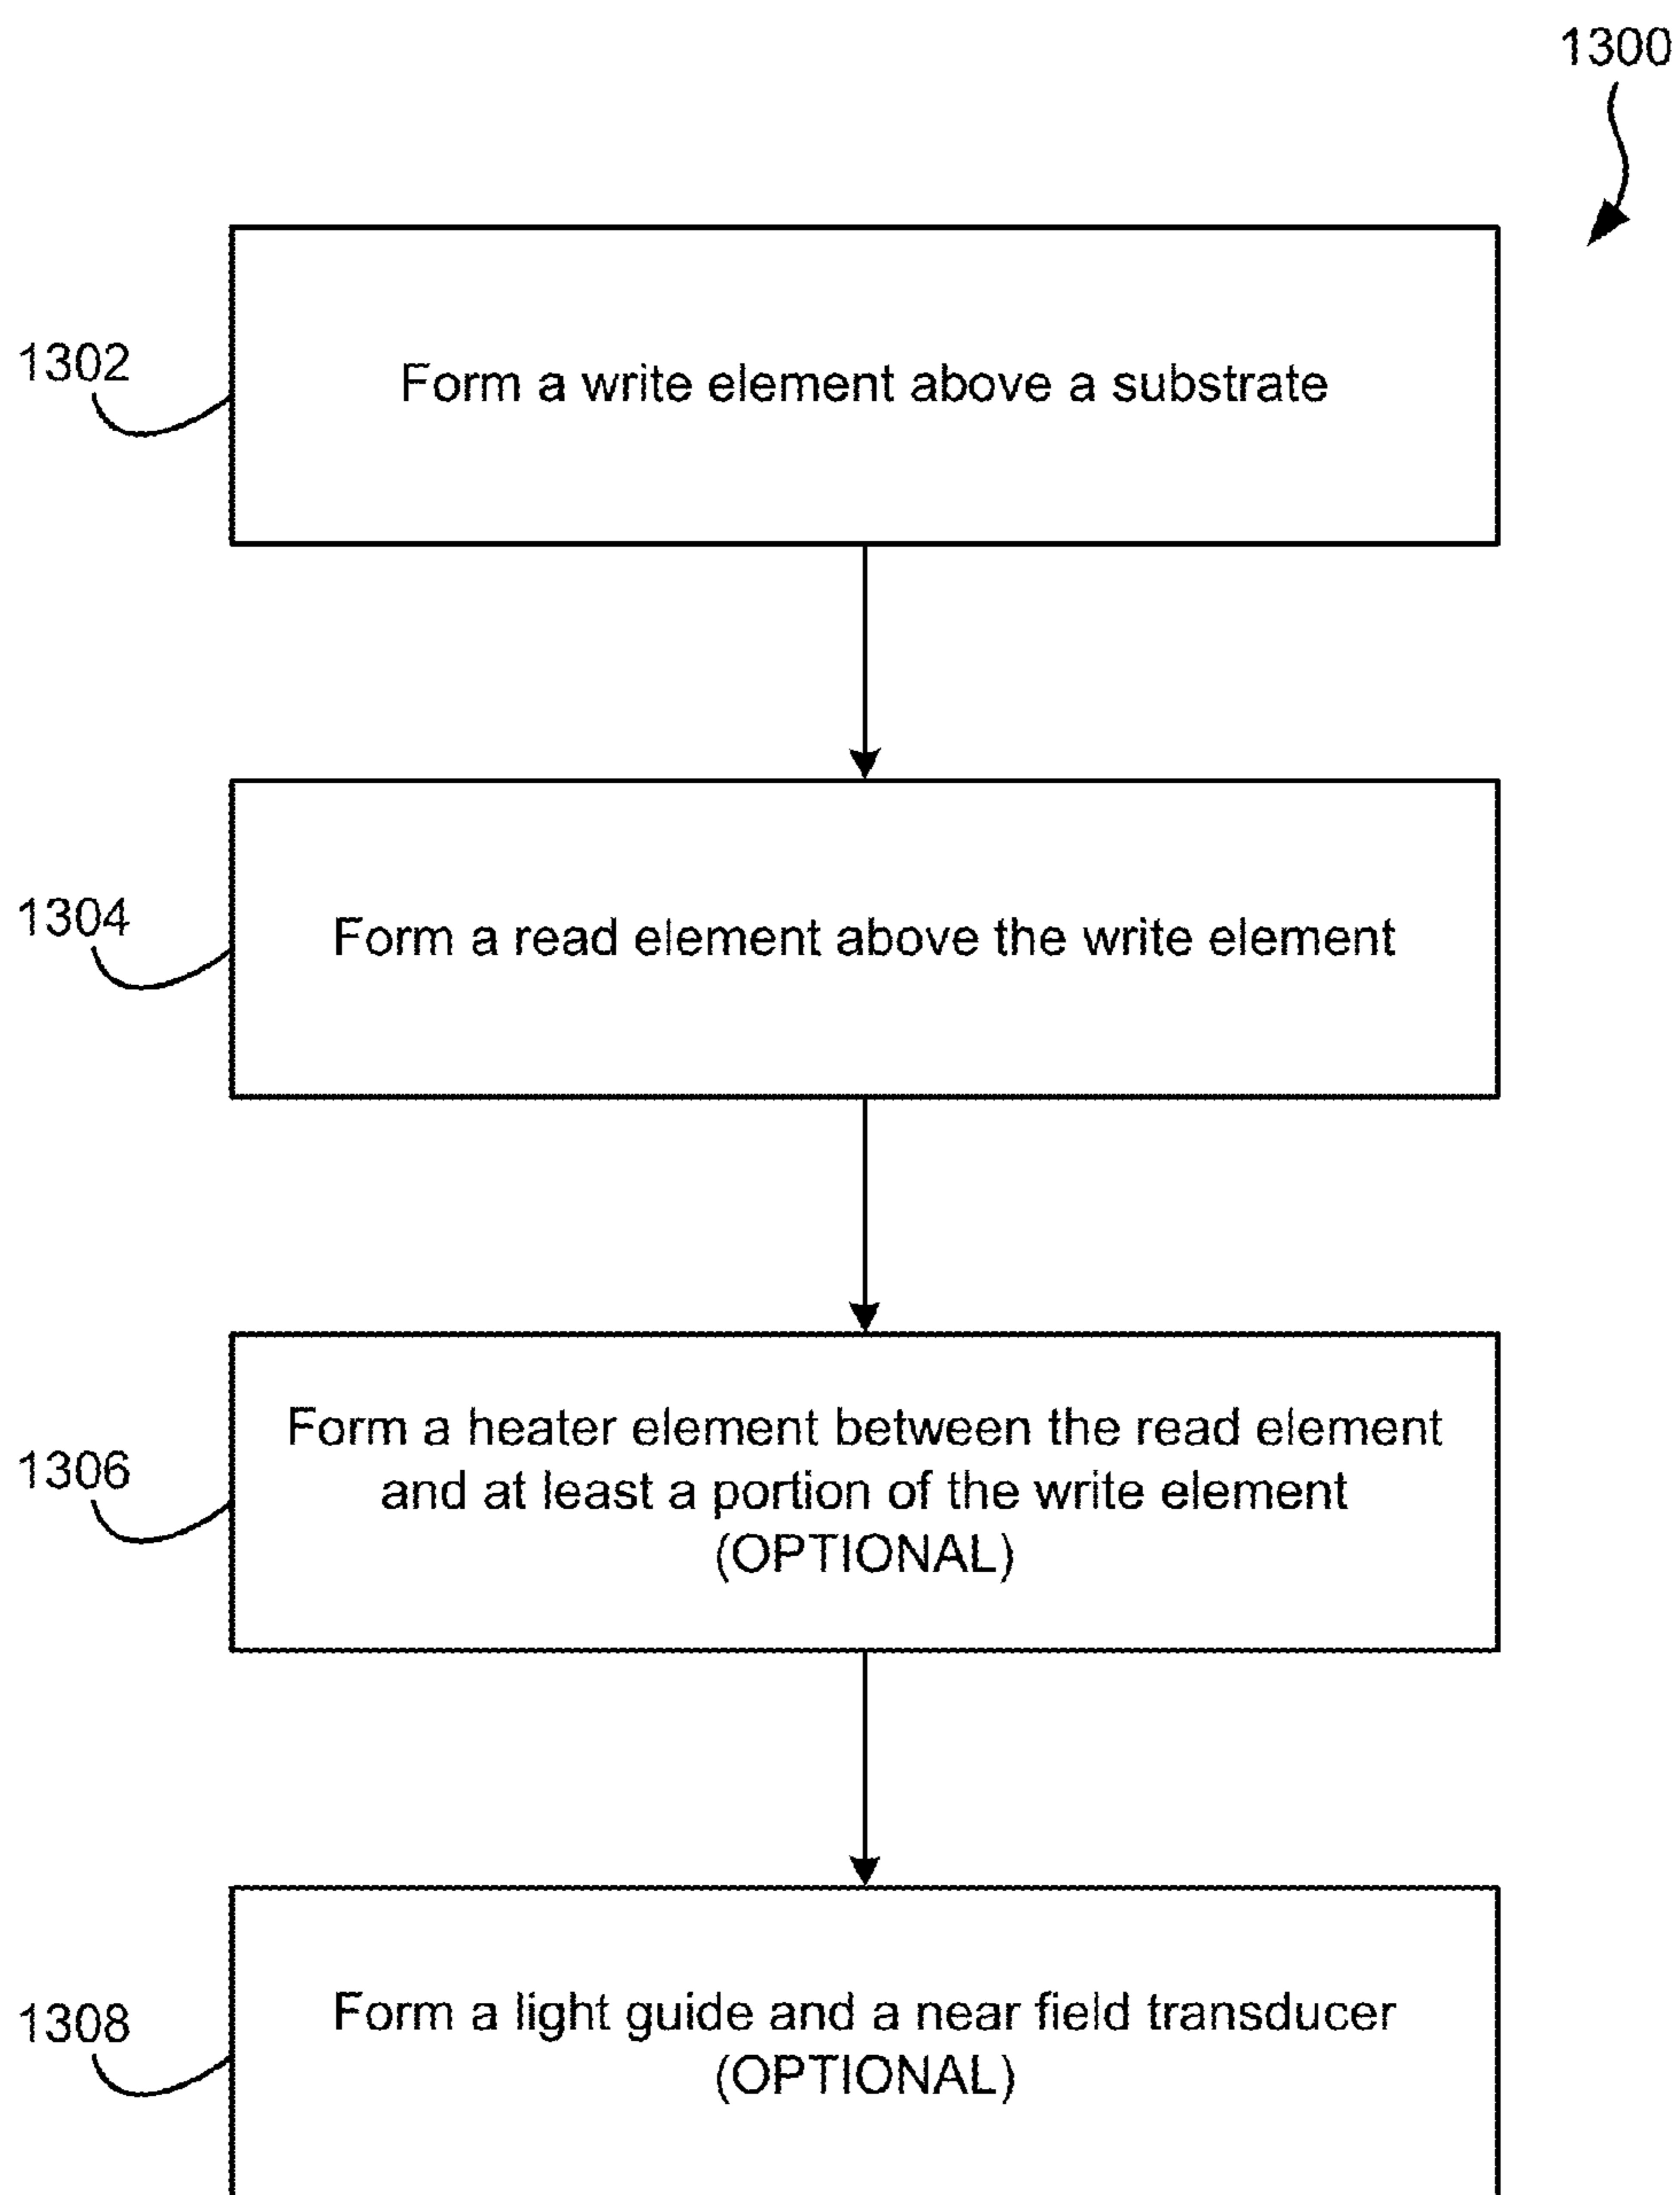 1300
1302
Form a write element above a substrate
1304
Form a read element above the write element
1306
Form a heater element between the read element
and at least a portion of the write element
(OPTIONAL)
1308
Form a light guide and a near field transducer
(OPTIONAL)